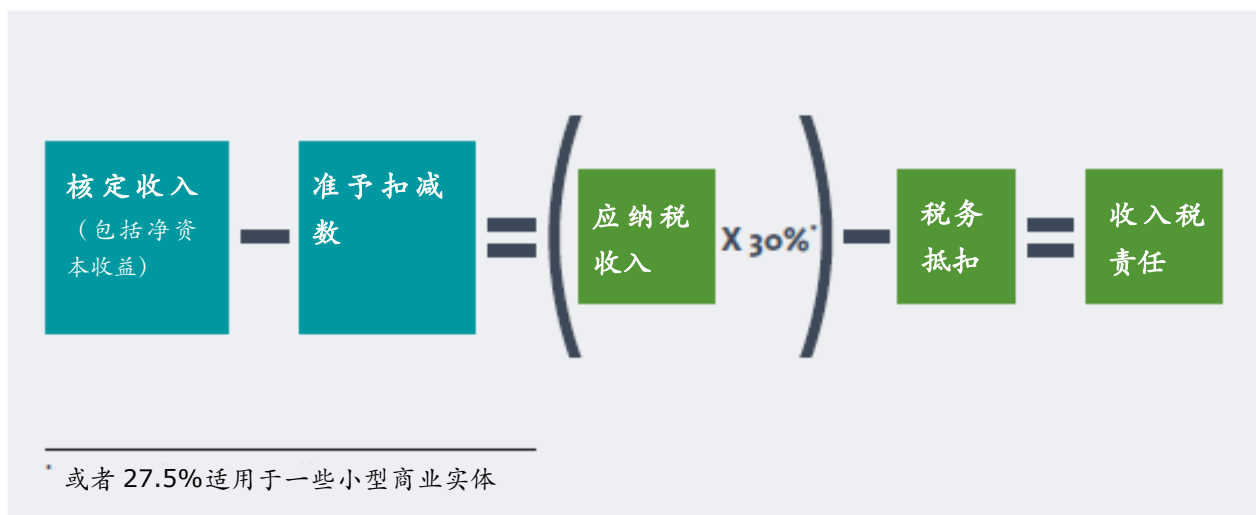 核定收入
（包括净资
本收益）
准予扣减
数
应纳税
收入
X 30%*
税务
抵扣
收入税
责任
* 或者 27.5%适用于一些小型商业实体